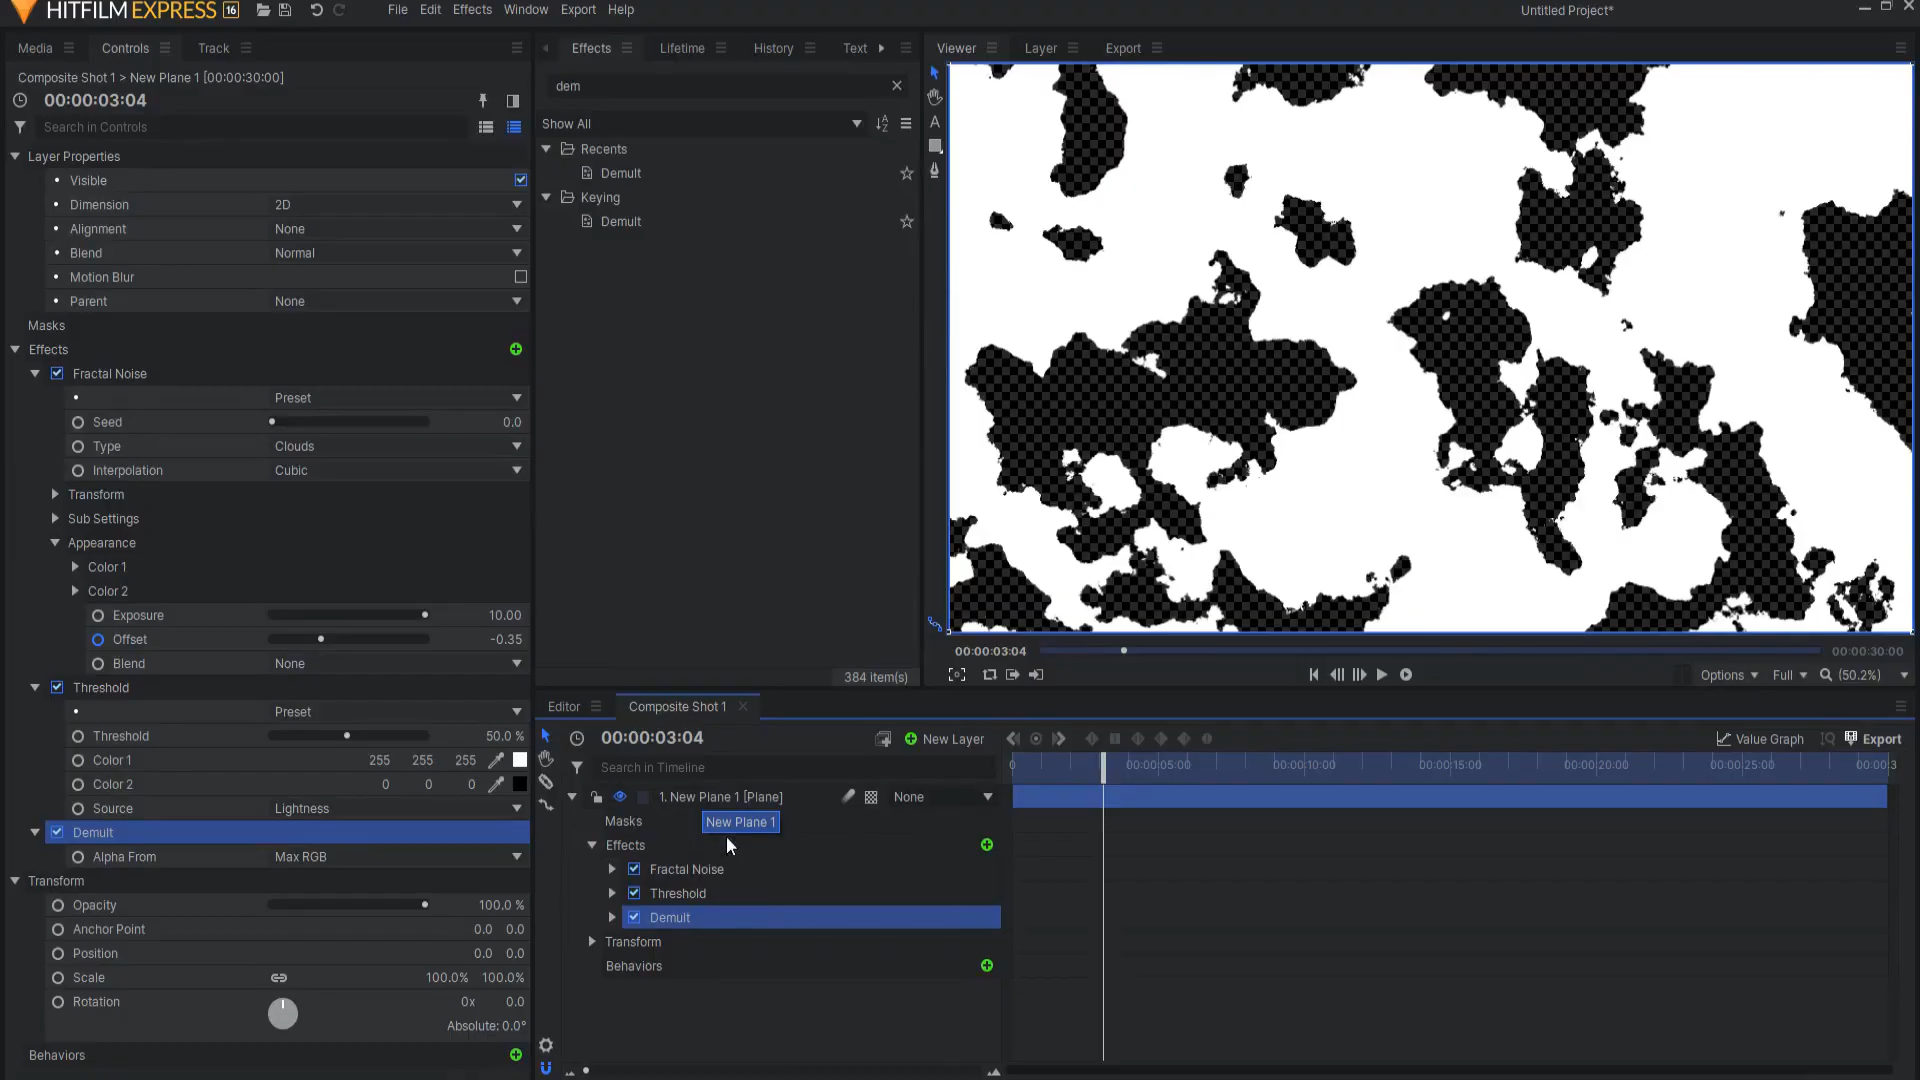 HITFILM EXPRESS 16
File Edit Effects Window Export Help
Untitled Project*
Media
Controls
Track
Effects
Lifetime
History
Text
Viewer
Layer
Export
Composite Shot 1 > New Plane 1 [00:00:30:00]
00:00:03:04
Search in Controls
Layer Properties
Visible
Dimension 2D
Alignment None
Blend Normal
Motion Blur
Parent None
Masks
Effects
Fractal Noise
Preset
Seed 0.0
Type Clouds
Interpolation Cubic
Transform
Sub Settings
Appearance
Color 1
Color 2
Exposure 10.00
Offset -0.35
Blend None
Threshold
Preset
Threshold 50.0 %
Color 1 255 255 255
Color 2 0 0 0
Source Lightness
Demult
Alpha From Max RGB
Transform
Opacity 100.0 %
Anchor Point 0.0 0.0
Position 0.0 0.0
Scale 100.0% 100.0%
Rotation 0x 0.0
Absolute: 0.0°
Behaviors
dem
Show All
Recents
Demult
Keying
Demult
384 item(s)
00:00:03:04
00:00:30:00
Options Full (50.2%)
Editor
Composite Shot 1
00:00:03:04
New Layer
Value Graph
Export
Search in Timeline
0 00:00:05:00 00:00:10:00 00:00:15:00 00:00:20:00 00:00:25:00 00:00:3
1. New Plane 1 [Plane] None
Masks
New Plane 1
Effects
Fractal Noise
Threshold
Demult
Transform
Behaviors